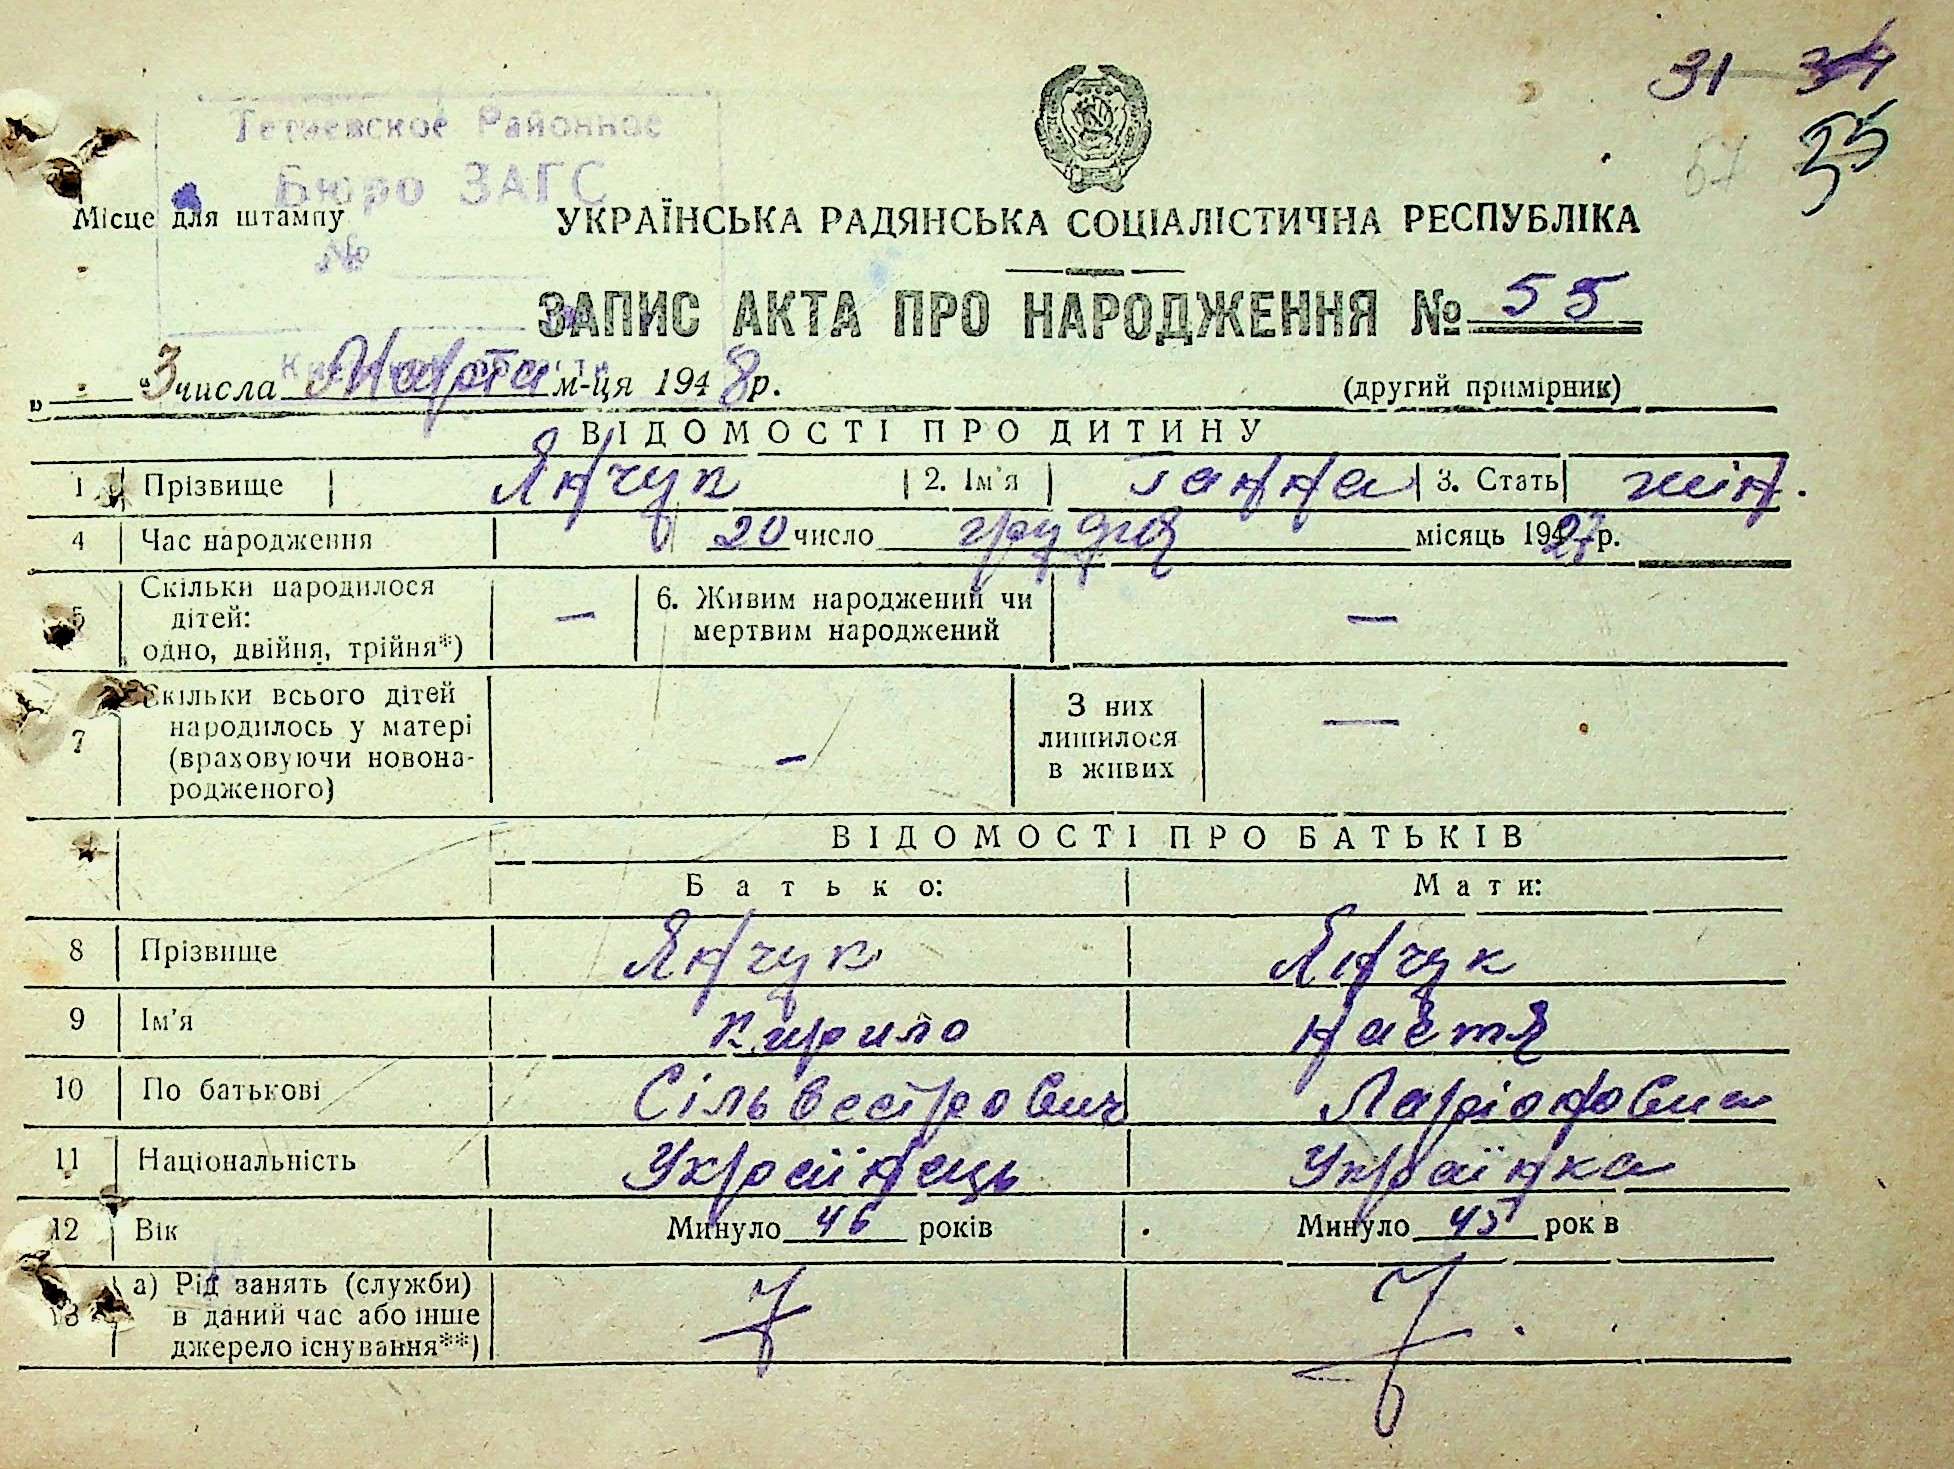 31 34
Тетиевское Районное
Бюро ЗАГС
57 35
Місце для штампу
УКРАЇНСЬКА РАДЯНСЬКА СОЦІАЛІСТИЧНА РЕСПУБЛІКА
№
ЗАПИС АКТА ПРО НАРОДЖЕННЯ № 55
„ 3 числа Марта м-ця 1948 р. (другий примірник)
ВІДОМОСТІ ПРО ДИТИНУ
1 Прізвище Янчук 2. Ім'я Ганна 3. Стать жін.
4 Час народження 20 число грудня місяць 1927 р.
5 Скільки народилося дітей: одно, двійня, трійня*) — 6. Живим народжений чи мертвим народжений —
7 Скільки всього дітей народилось у матері (враховуючи новонародженого) — З них лишилося в живих —
ВІДОМОСТІ ПРО БАТЬКІВ
Батько: Мати:
8 Прізвище Янчук Янчук
9 Ім'я Кирило Настя
10 По батькові Сільвестрович Ларіоновна
11 Національність Українець Українка
12 Вік Минуло 46 років Минуло 45 рок в
13 а) Рід занять (служби) в даний час або інше джерело існування**)